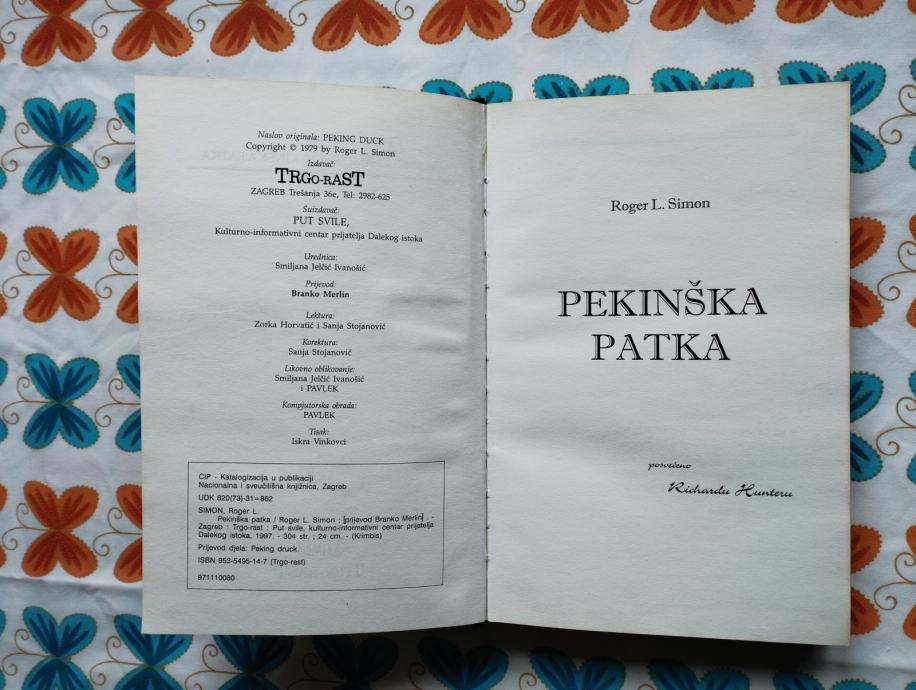 Naslov originala: PEKING DUCK
Copyright © 1979 by Roger L. Simon
Izdavač:
TRGO-RAST
ZAGREB Trešanja 36e, Tel: 2982-625
Suizdavač:
PUT SVILE,
Kulturno-informativni centar prijatelja Dalekog istoka
Urednica:
Smiljana Jelčić Ivanošić
Prijevod:
Branko Merlin
Lektura:
Zorka Horvatić i Sanja Stojanović
Korektura:
Sanja Stojanović
Likovno oblikovanje:
Smiljana Jelčić Ivanošić
i PAVLEK
Kompjutorska obrada:
PAVLEK
Tisak:
Iskra Vinkovci
CIP - Katalogizacija u publikaciji
Nacionalna i sveučilišna knjižnica, Zagreb
UDK 820(73)-31=862
SIMON, Roger L.
Pekinška patka / Roger L. Simon ; [prijevod Branko Merlin] . -
Zagreb : Trgo-rast : Put svile, kulturno-informativni centar prijatelja
Dalekog istoka, 1997. - 304 str. ; 24 cm. - (Krimbis)
Prijevod djela: Peking druck.
ISBN 953-5495-14-7 (Trgo-rast)
971110080
Roger L. Simon
PEKINŠKA
PATKA
posvećeno
Richardu Hunteru